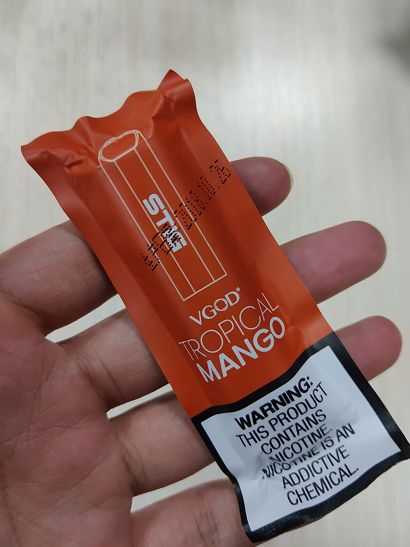 STIG
VGOD®
TROPICAL
MANGO
WARNING:
THIS PRODUCT
CONTAINS
NICOTINE.
NICOTINE IS AN
ADDICTIVE
CHEMICAL.